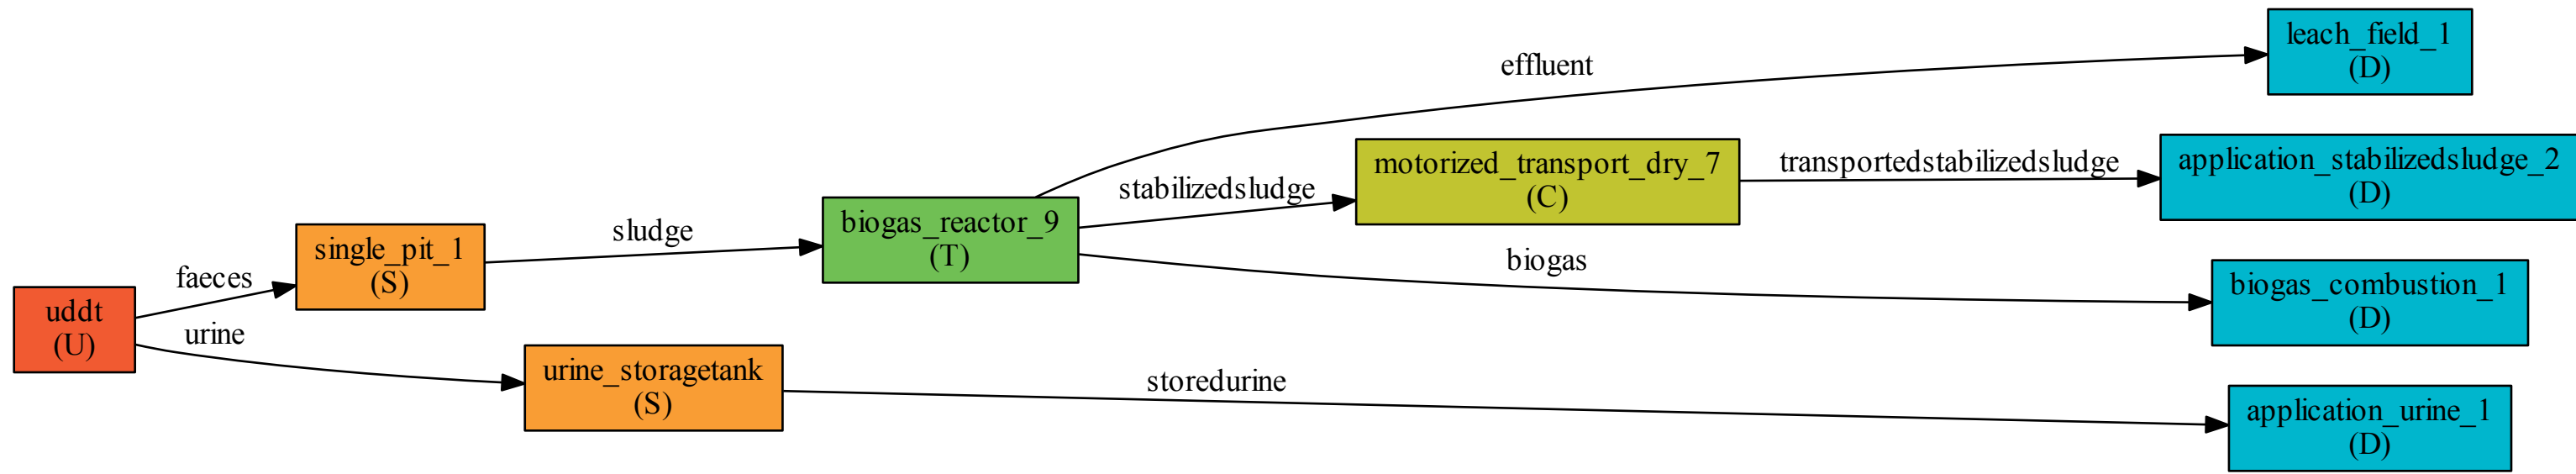 uddt
(U)
faeces
urine
single_pit_1
(S)
urine_storagetank
(S)
sludge
storedurine
biogas_reactor_9
(T)
effluent
stabilizedsludge
biogas
motorized_transport_dry_7
(C)
transportedstabilizedsludge
leach_field_1
(D)
application_stabilizedsludge_2
(D)
biogas_combustion_1
(D)
application_urine_1
(D)